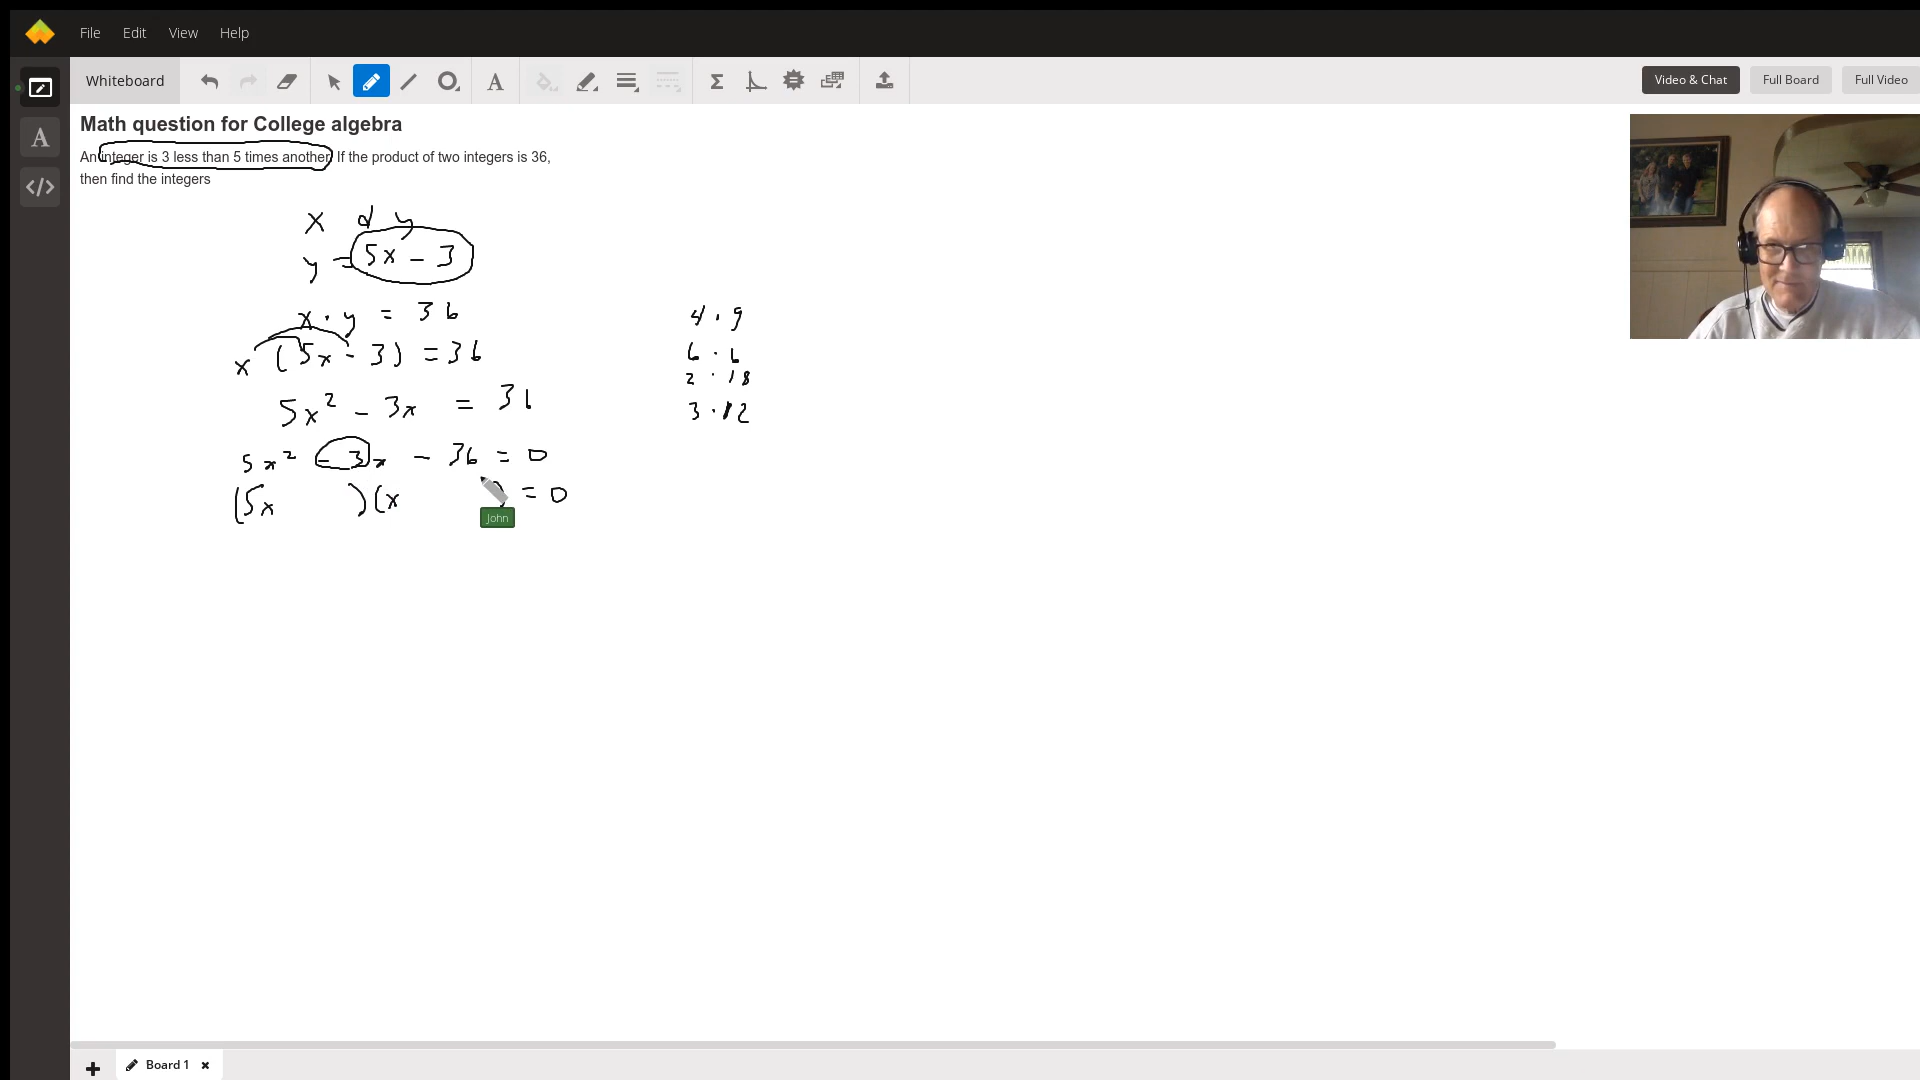 File Edit View Help
Whiteboard
Video & Chat Full Board Full Video
Math question for College algebra
An integer is 3 less than 5 times another. If the product of two integers is 36,
then find the integers
x d y
y = 5x - 3
x · y = 36
x (5x - 3) = 36
5x² - 3x = 36
5x² - 3x - 36 = 0
(5x )(x ) = 0
John
4 · 9
6 · 6
2 · 18
3 · 12
Board 1